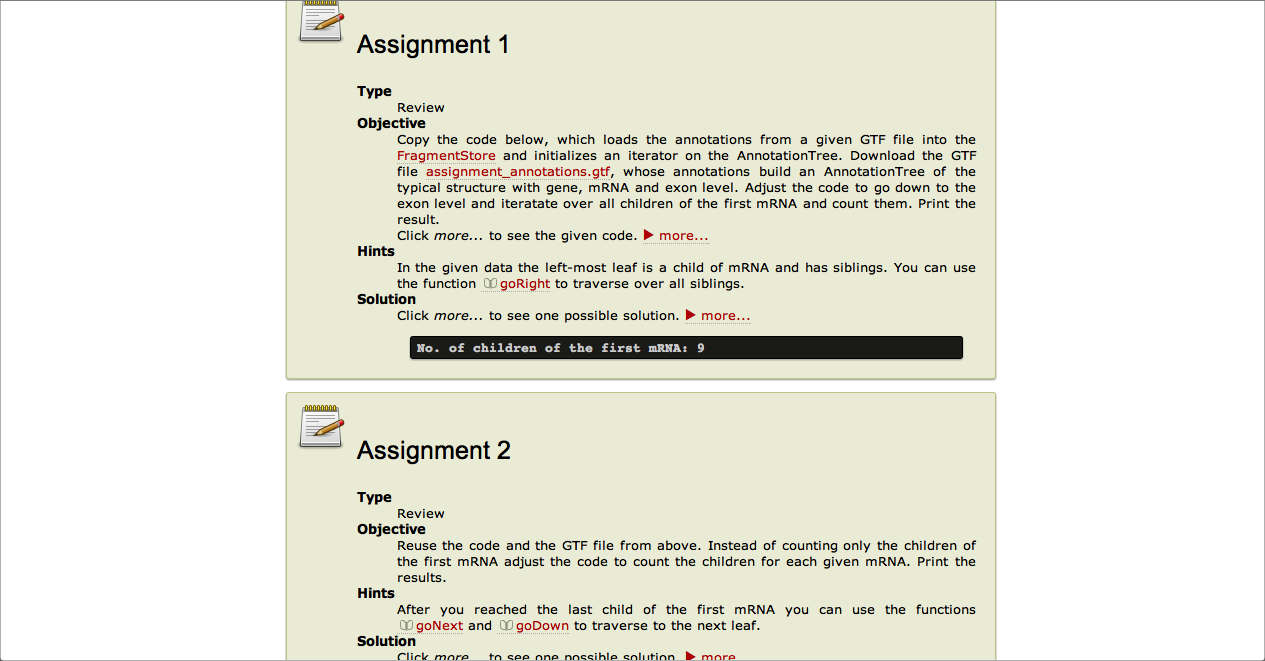 Assignment 1
Type
Review
Objective
Copy the code below, which loads the annotations from a given GTF file into the
FragmentStore and initializes an iterator on the AnnotationTree. Download the GTF
file assignment_annotations.gtf, whose annotations build an AnnotationTree of the
typical structure with gene, mRNA and exon level. Adjust the code to go down to the
exon level and iteratate over all children of the first mRNA and count them. Print the
result.
Click more... to see the given code. ▶ more...
Hints
In the given data the left-most leaf is a child of mRNA and has siblings. You can use
the function goRight to traverse over all siblings.
Solution
Click more... to see one possible solution. ▶ more...
No. of children of the first mRNA: 9
Assignment 2
Type
Review
Objective
Reuse the code and the GTF file from above. Instead of counting only the children of
the first mRNA adjust the code to count the children for each given mRNA. Print the
results.
Hints
After you reached the last child of the first mRNA you can use the functions
goNext and goDown to traverse to the next leaf.
Solution
Click more... to see one possible solution. ▶ more...